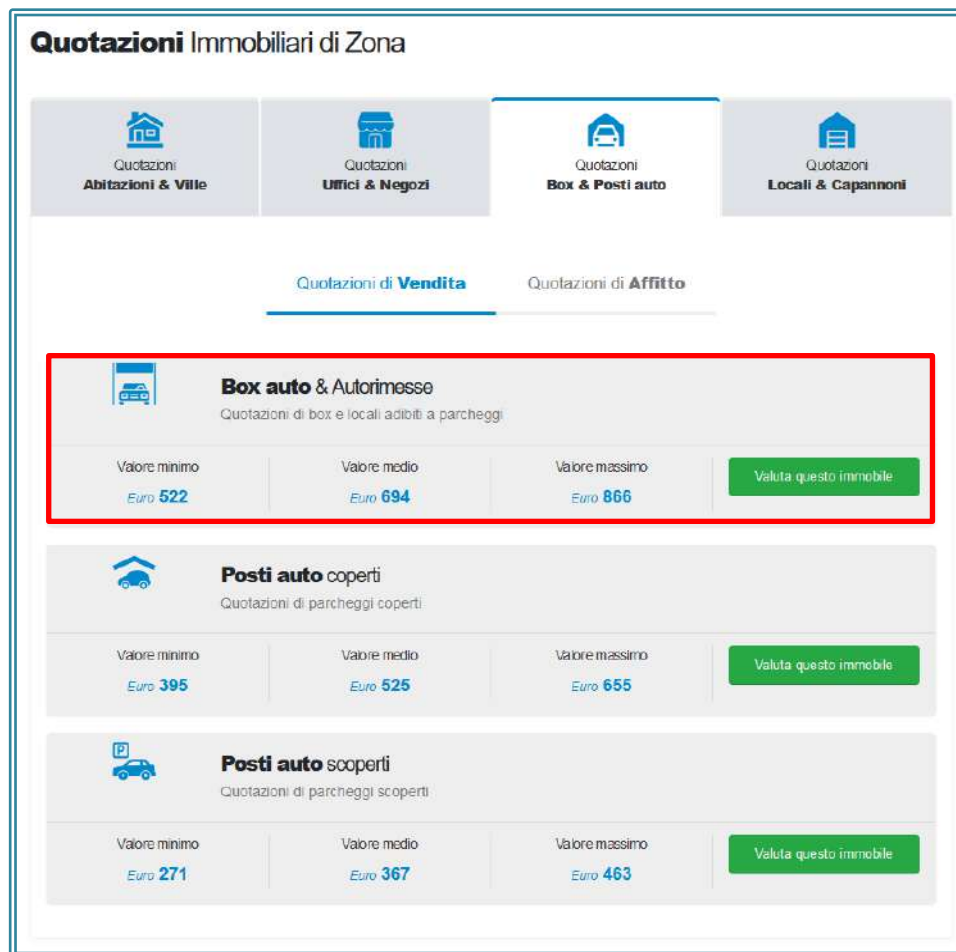 Quotazioni Immobiliari di Zona
Quotazioni
Abitazioni & Ville
Quotazioni
Uffici & Negozi
Quotazioni
Box & Posti auto
Quotazioni
Locali & Capannoni
Quotazioni di Vendita
Quotazioni di Affitto
Box auto & Autorimesse
Quotazioni di box e locali adibiti a parcheggi
Valore minimo
Euro 522
Valore medio
Euro 694
Valore massimo
Euro 866
Valuta questo immobile
Posti auto coperti
Quotazioni di parcheggi coperti
Valore minimo
Euro 395
Valore medio
Euro 525
Valore massimo
Euro 655
Valuta questo immobile
P
Posti auto scoperti
Quotazioni di parcheggi scoperti
Valore minimo
Euro 271
Valore medio
Euro 367
Valore massimo
Euro 463
Valuta questo immobile